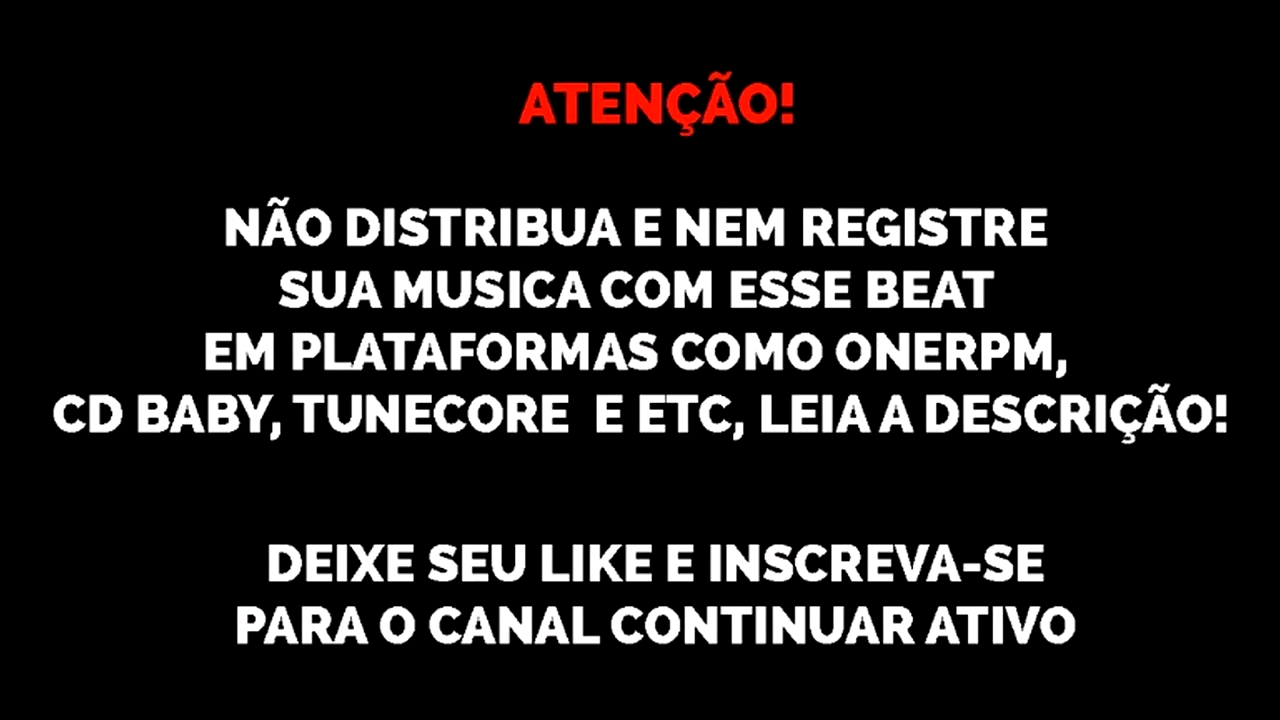 ATENÇÃO!
NÃO DISTRIBUA E NEM REGISTRE
SUA MUSICA COM ESSE BEAT
EM PLATAFORMAS COMO ONERPM,
CD BABY, TUNECORE E ETC, LEIA A DESCRIÇÃO!
DEIXE SEU LIKE E INSCREVA-SE
PARA O CANAL CONTINUAR ATIVO